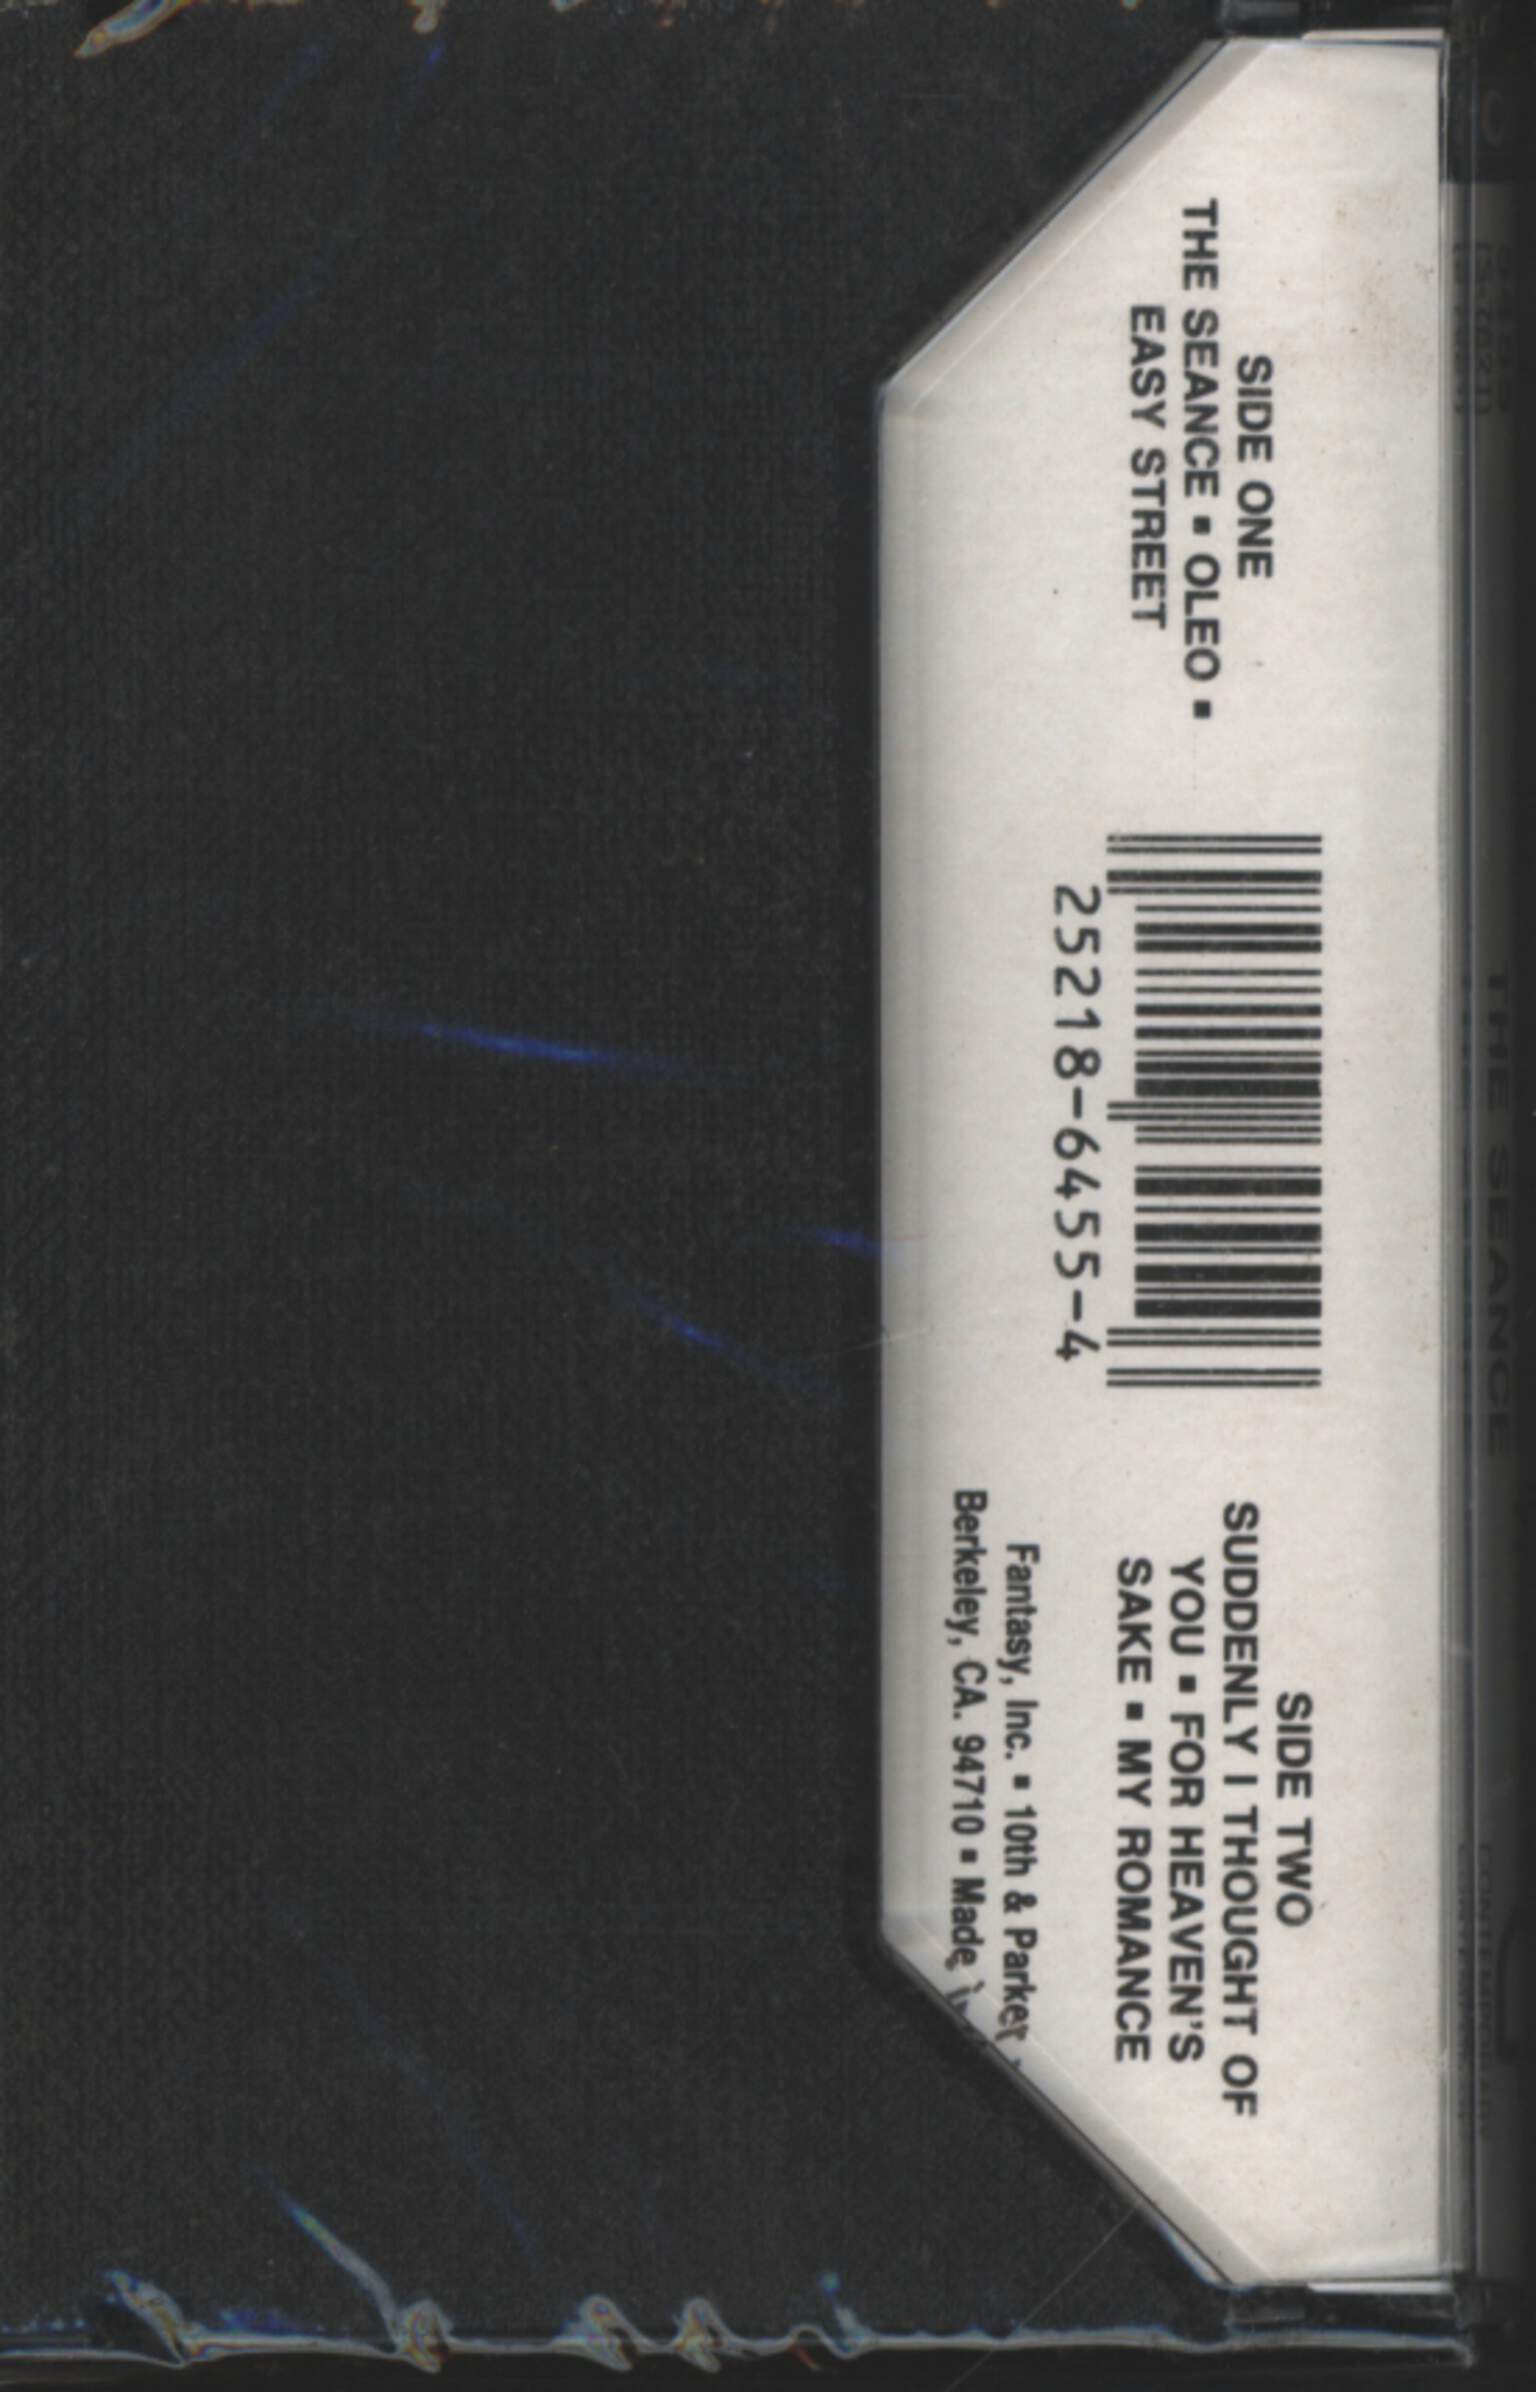 SIDE ONE
THE SEANCE ▪ OLEO ▪
EASY STREET
25218-6455-4
SIDE TWO
SUDDENLY I THOUGHT OF
YOU ▪ FOR HEAVEN'S
SAKE ▪ MY ROMANCE
Fantasy, Inc. ▪ 10th & Parker
Berkeley, CA. 94710 ▪ Made in
THE SEANCE